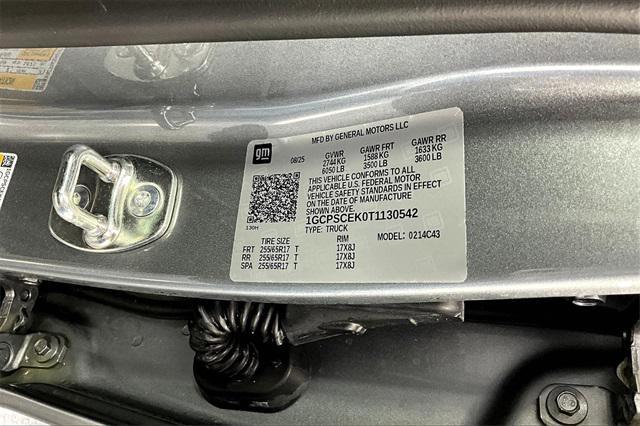 gm
MFD BY GENERAL MOTORS LLC
08/25 GVWR GAWR FRT GAWR RR
2744 KG 1588 KG 1633 KG
6050 LB 3500 LB 3600 LB
THIS VEHICLE CONFORMS TO ALL
APPLICABLE U.S. FEDERAL MOTOR
VEHICLE SAFETY STANDARDS IN EFFECT
ON THE DATE OF MANUFACTURE
SHOWN ABOVE.
1GCPSCEK0T1130542
130H
TYPE: TRUCK
TIRE SIZE RIM MODEL: 0214C43
FRT 255/65R17 T 17X8J
RR 255/65R17 T 17X8J
SPA 255/65R17 T 17X8J